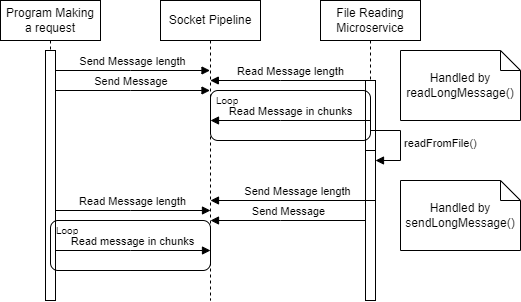 Program Making
a request
Socket Pipeline
File Reading
Microservice
Send Message length
Read Message length
Send Message
Handled by
readLongMessage()
Loop
Read Message in chunks
readFromFile()
Send Message length
Read Message length
Send Message
Handled by
sendLongMessage()
Loop
Read message in chunks